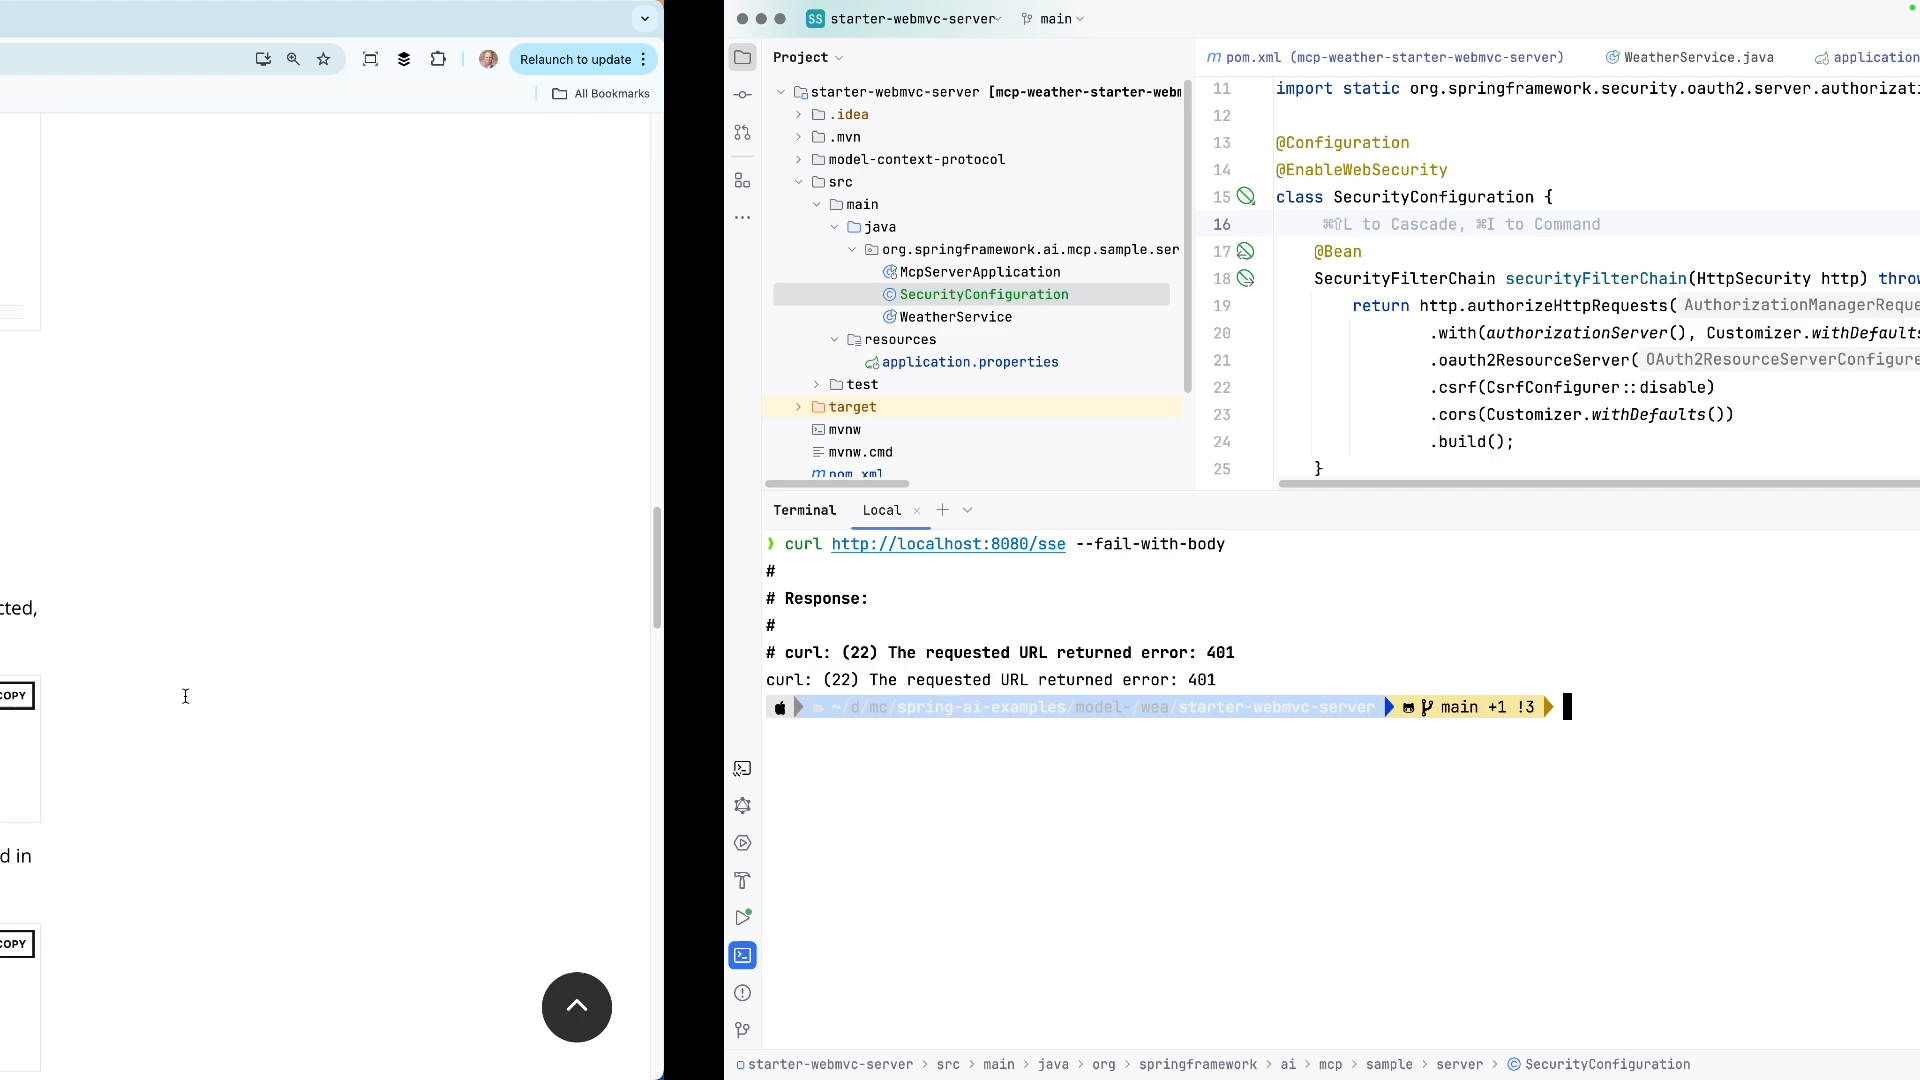 Relaunch to update
All Bookmarks
cted,
COPY
d in
COPY
SS starter-webmvc-server main
Project
starter-webmvc-server [mcp-weather-starter-webm
.idea
.mvn
model-context-protocol
src
main
java
org.springframework.ai.mcp.sample.ser
McpServerApplication
SecurityConfiguration
WeatherService
resources
application.properties
test
target
mvnw
mvnw.cmd
pom.xml
pom.xml (mcp-weather-starter-webmvc-server) WeatherService.java application
11 import static org.springframework.security.oauth2.server.authorizati
12
13 @Configuration
14 @EnableWebSecurity
15 class SecurityConfiguration {
16 ⌘⇧L to Cascade, ⌘I to Command
17 @Bean
18 SecurityFilterChain securityFilterChain(HttpSecurity http) throw
19 return http.authorizeHttpRequests( AuthorizationManagerReque
20 .with(authorizationServer(), Customizer.withDefaults
21 .oauth2ResourceServer( OAuth2ResourceServerConfigure
22 .csrf(CsrfConfigurer::disable)
23 .cors(Customizer.withDefaults())
24 .build();
25 }
Terminal Local
❯ curl http://localhost:8080/sse --fail-with-body
#
# Response:
#
# curl: (22) The requested URL returned error: 401
curl: (22) The requested URL returned error: 401
~/d/mc/spring-ai-examples/model-/wea/starter-webmvc-server main +1 !3
starter-webmvc-server > src > main > java > org > springframework > ai > mcp > sample > server > SecurityConfiguration